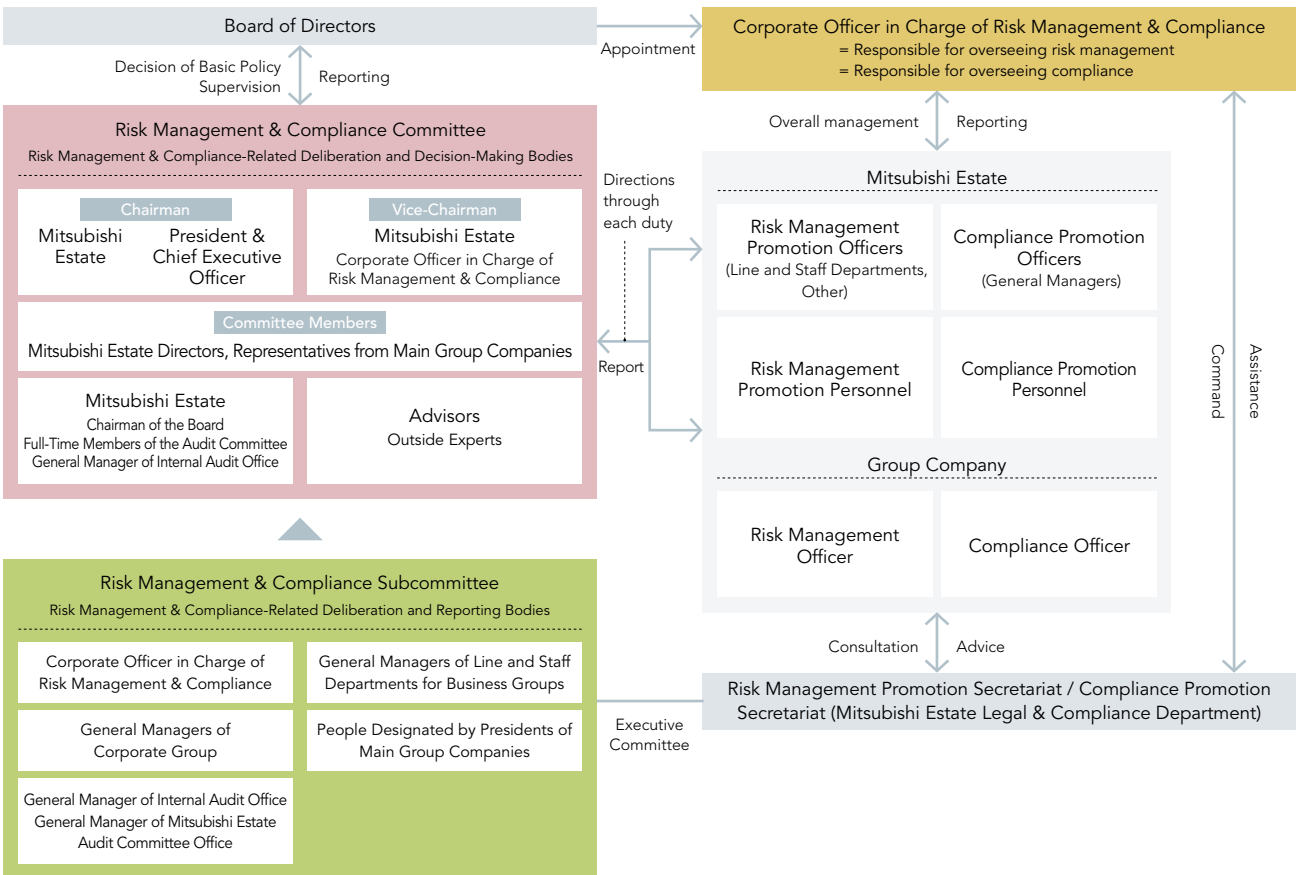 Board of Directors
Appointment
Corporate Officer in Charge of Risk Management & Compliance
= Responsible for overseeing risk management
= Responsible for overseeing compliance
Decision of Basic Policy
Supervision
Reporting
Overall management
Reporting
Risk Management & Compliance Committee
Risk Management & Compliance-Related Deliberation and Decision-Making Bodies
Chairman
Mitsubishi
Estate
President &
Chief Executive
Officer
Vice-Chairman
Mitsubishi Estate
Corporate Officer in Charge of
Risk Management & Compliance
Committee Members
Mitsubishi Estate Directors, Representatives from Main Group Companies
Mitsubishi Estate
Chairman of the Board
Full-Time Members of the Audit Committee
General Manager of Internal Audit Office
Advisors
Outside Experts
Directions
through
each duty
Report
Mitsubishi Estate
Risk Management
Promotion Officers
(Line and Staff Departments,
Other)
Compliance Promotion
Officers
(General Managers)
Risk Management
Promotion Personnel
Compliance Promotion
Personnel
Group Company
Risk Management
Officer
Compliance Officer
Command
Assistance
Consultation
Advice
Risk Management & Compliance Subcommittee
Risk Management & Compliance-Related Deliberation and Reporting Bodies
Corporate Officer in Charge of
Risk Management & Compliance
General Managers of Line and Staff
Departments for Business Groups
General Managers of
Corporate Group
People Designated by Presidents of
Main Group Companies
General Manager of Internal Audit Office
General Manager of Mitsubishi Estate
Audit Committee Office
Executive
Committee
Risk Management Promotion Secretariat / Compliance Promotion
Secretariat (Mitsubishi Estate Legal & Compliance Department)